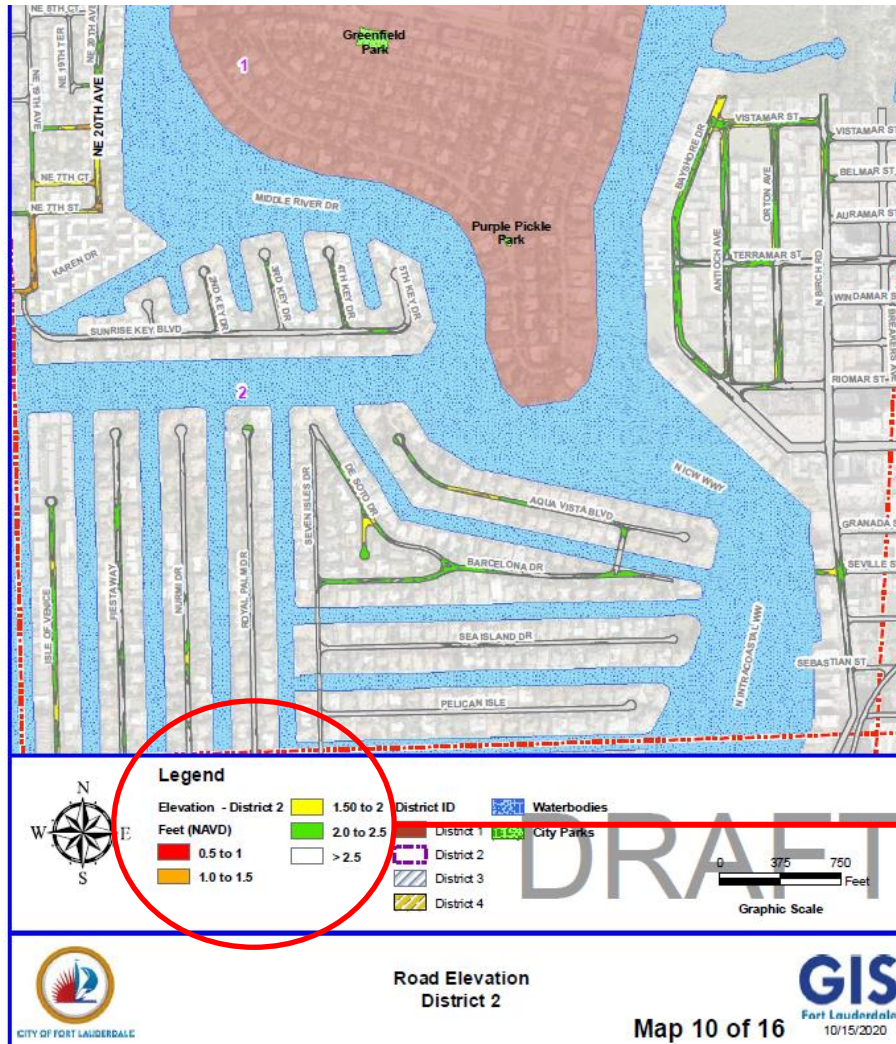 NE 8TH CT
NE 20TH AVE
NE 19TH TER
NE 19TH AVE
NE 20TH AVE
NE 7TH CT
NE 7TH ST
KAREN DR
1
Greenfield
Park
MIDDLE RIVER DR
Purple Pickle
Park
2ND KEY DR
3RD KEY DR
4TH KEY DR
5TH KEY DR
SUNRISE KEY BLVD
2
BAYSHORE DR
VISTAMAR ST
VISTAMAR ST
BELMAR ST
ORTON AVE
AURAMAR ST
ANTIOCH AVE
TERRAMAR ST
N BIRCH RD
WINDAMAR ST
BREAKERS AVE
RIOMAR ST
N ICW WWY
GRANADA S
SEVILLE S
SEBASTIAN ST
N INTRACOASTAL WW
ISLE OF VENICE
FIESTA WAY
NURMI DR
ROYAL PALM DR
SEVEN ISLES DR
DE SOTO DR
AQUA VISTA BLVD
BARCELONA DR
SEA ISLAND DR
PELICAN ISLE
N
W E
S
Legend
Elevation - District 2
Feet (NAVD)
0.5 to 1
1.0 to 1.5
1.50 to 2
2.0 to 2.5
> 2.5
District ID
District 1
District 2
District 3
District 4
Waterbodies
City Parks
DRAFT
0 375 750
Feet
Graphic Scale
CITY OF FORT LAUDERDALE
Road Elevation
District 2
Map 10 of 16
GIS
Fort Lauderdale
10/15/2020